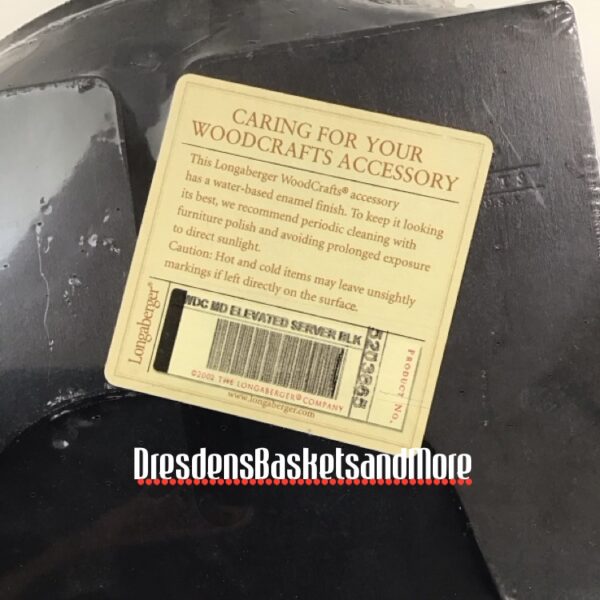 CARING FOR YOUR
WOODCRAFTS ACCESSORY
This Longaberger WoodCrafts® accessory
has a water-based enamel finish. To keep it looking
its best, we recommend periodic cleaning with
furniture polish and avoiding prolonged exposure
to direct sunlight.
Caution: Hot and cold items may leave unsightly
markings if left directly on the surface.
Longaberger®
WDC MD ELEVATED SERVER BLK
5203865
PRODUCT NO.
©2002 THE LONGABERGER® COMPANY
www.longaberger.com
DresdensBasketsandMore